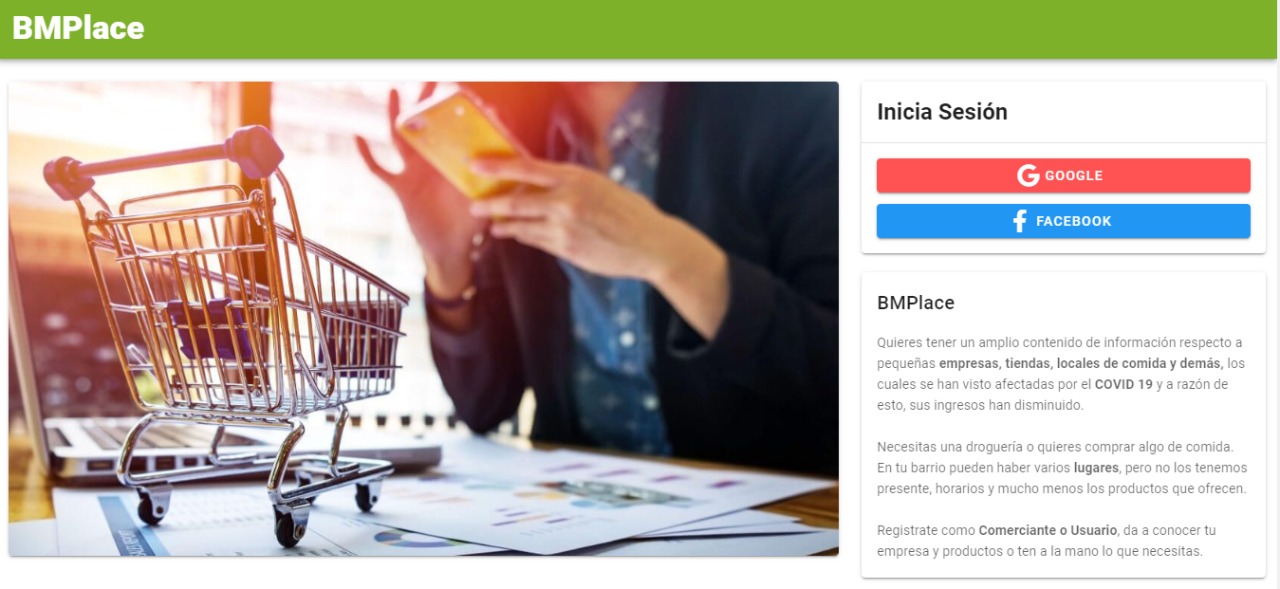 BMPlace
Inicia Sesión
GOOGLE
FACEBOOK
BMPlace
Quieres tener un amplio contenido de información respecto a
pequeñas empresas, tiendas, locales de comida y demás, los
cuales se han visto afectadas por el COVID 19 y a razón de
esto, sus ingresos han disminuido.
Necesitas una droguería o quieres comprar algo de comida.
En tu barrio pueden haber varios lugares, pero no los tenemos
presente, horarios y mucho menos los productos que ofrecen.
Registrate como Comerciante o Usuario, da a conocer tu
empresa y productos o ten a la mano lo que necesitas.